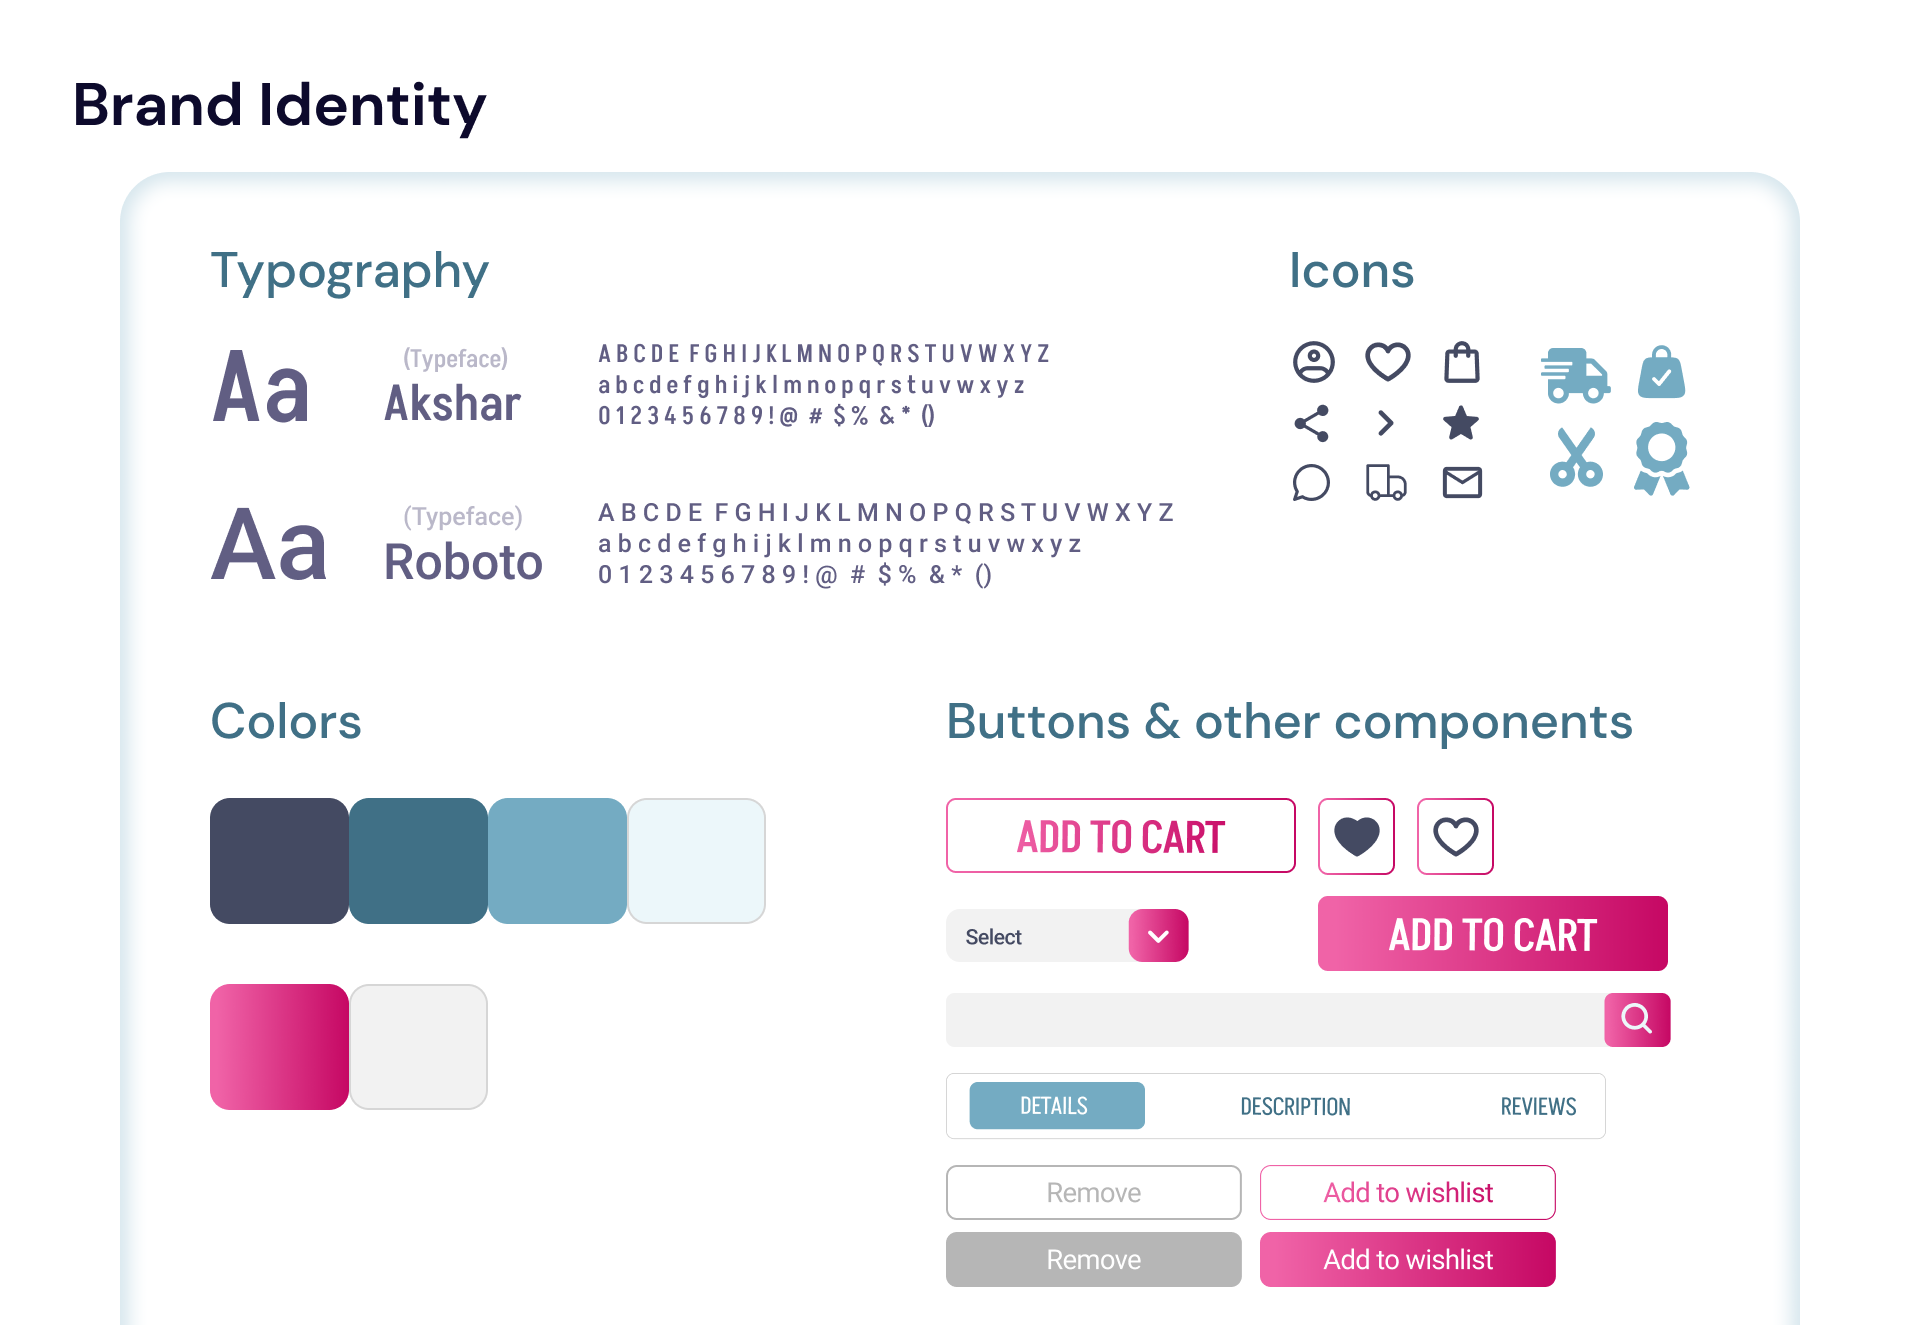 Brand Identity
Typography
Aa
(Typeface)
Akshar
A B C D E F G H I J K L M N O P Q R S T U V W X Y Z
a b c d e f g h i j k l m n o p q r s t u v w x y z
0 1 2 3 4 5 6 7 8 9 ! @ # $ % & * ()
Aa
(Typeface)
Roboto
A B C D E F G H I J K L M N O P Q R S T U V W X Y Z
a b c d e f g h i j k l m n o p q r s t u v w x y z
0 1 2 3 4 5 6 7 8 9 ! @ # $ % & * ()
Icons
Colors
Buttons & other components
ADD TO CART
Select
ADD TO CART
DETAILS
DESCRIPTION
REVIEWS
Remove
Add to wishlist
Remove
Add to wishlist